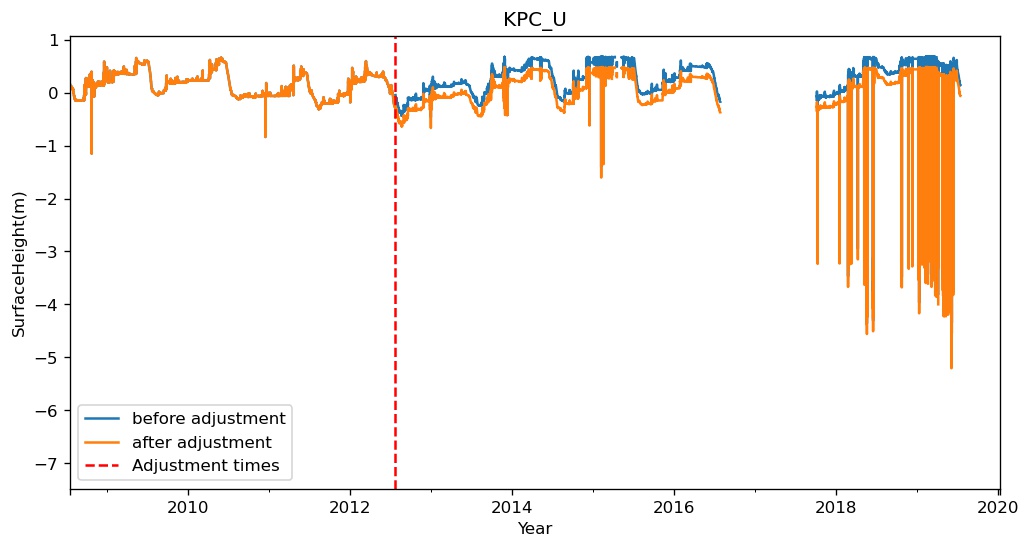 KPC_U
1
0
−1
−2
−3
−4
−5
−6
−7
SurfaceHeight(m)
before adjustment
after adjustment
Adjustment times
2010 2012 2014 2016 2018 2020
Year